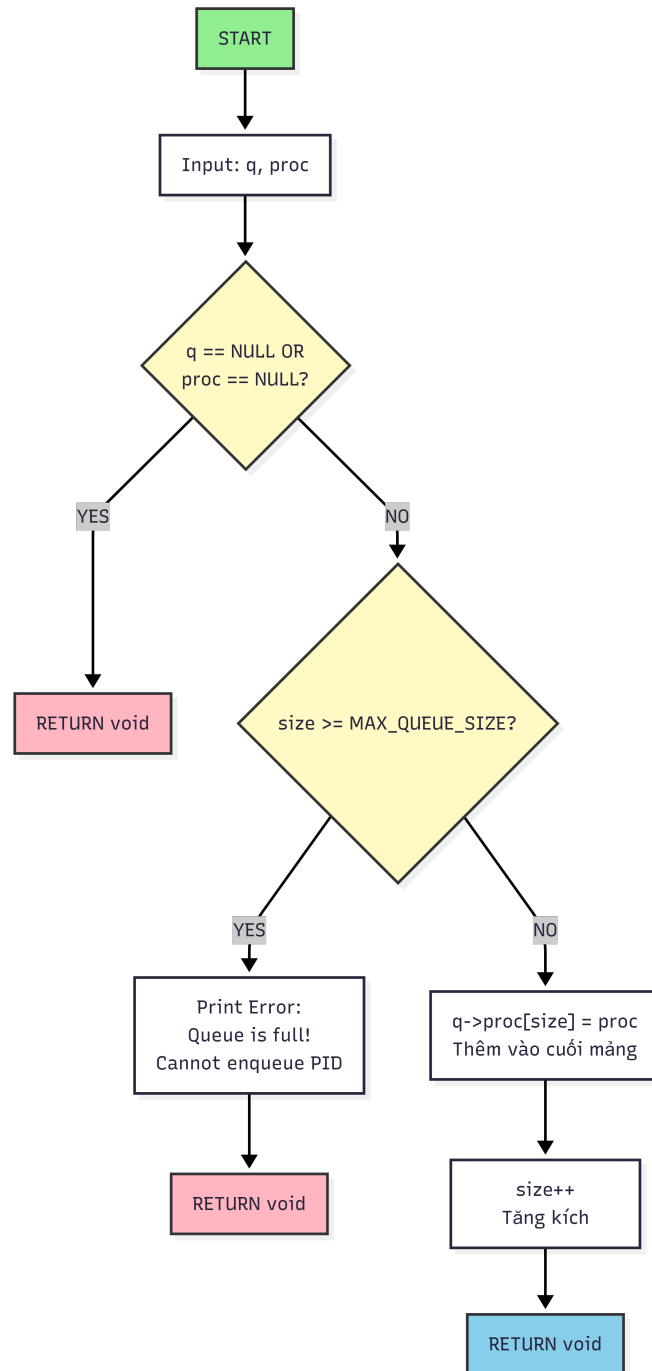 START
Input: q, proc
q == NULL OR
proc == NULL?
YES
NO
RETURN void
size >= MAX_QUEUE_SIZE?
YES
NO
Print Error:
Queue is full!
Cannot enqueue PID
q->proc[size] = proc
Thêm vào cuối mảng
RETURN void
size++
Tăng kích
RETURN void